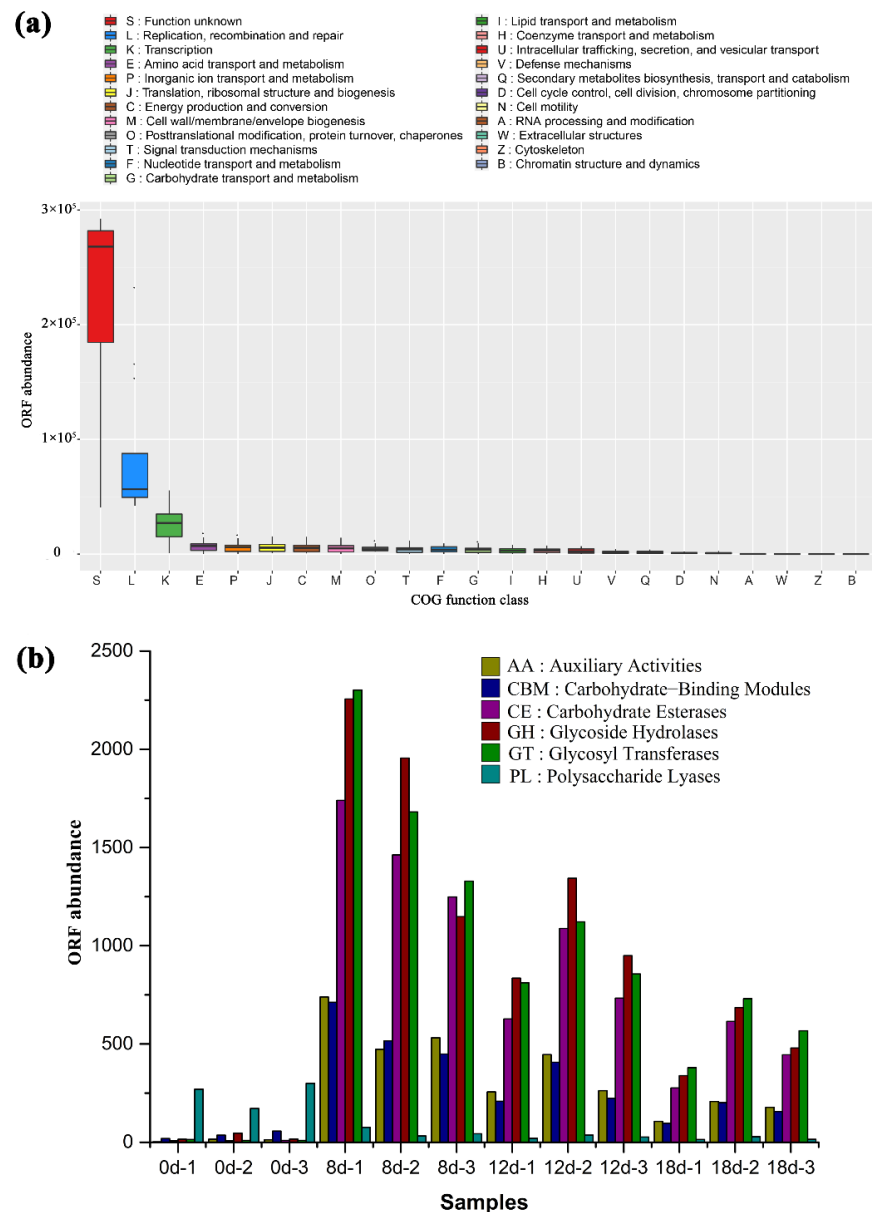 (a)
S : Function unknown
L : Replication, recombination and repair
K : Transcription
E : Amino acid transport and metabolism
P : Inorganic ion transport and metabolism
J : Translation, ribosomal structure and biogenesis
C : Energy production and conversion
M : Cell wall/membrane/envelope biogenesis
O : Posttranslational modification, protein turnover, chaperones
T : Signal transduction mechanisms
F : Nucleotide transport and metabolism
G : Carbohydrate transport and metabolism
I : Lipid transport and metabolism
H : Coenzyme transport and metabolism
U : Intracellular trafficking, secretion, and vesicular transport
V : Defense mechanisms
Q : Secondary metabolites biosynthesis, transport and catabolism
D : Cell cycle control, cell division, chromosome partitioning
N : Cell motility
A : RNA processing and modification
W : Extracellular structures
Z : Cytoskeleton
B : Chromatin structure and dynamics
3×10⁵
2×10⁵
1×10⁵
0
ORF abundance
S L K E P J C M O T F G I H U V Q D N A W Z B
COG function class
(b)
2500
2000
1500
1000
500
0
ORF abundance
AA : Auxiliary Activities
CBM : Carbohydrate−Binding Modules
CE : Carbohydrate Esterases
GH : Glycoside Hydrolases
GT : Glycosyl Transferases
PL : Polysaccharide Lyases
0d-1 0d-2 0d-3 8d-1 8d-2 8d-3 12d-1 12d-2 12d-3 18d-1 18d-2 18d-3
Samples